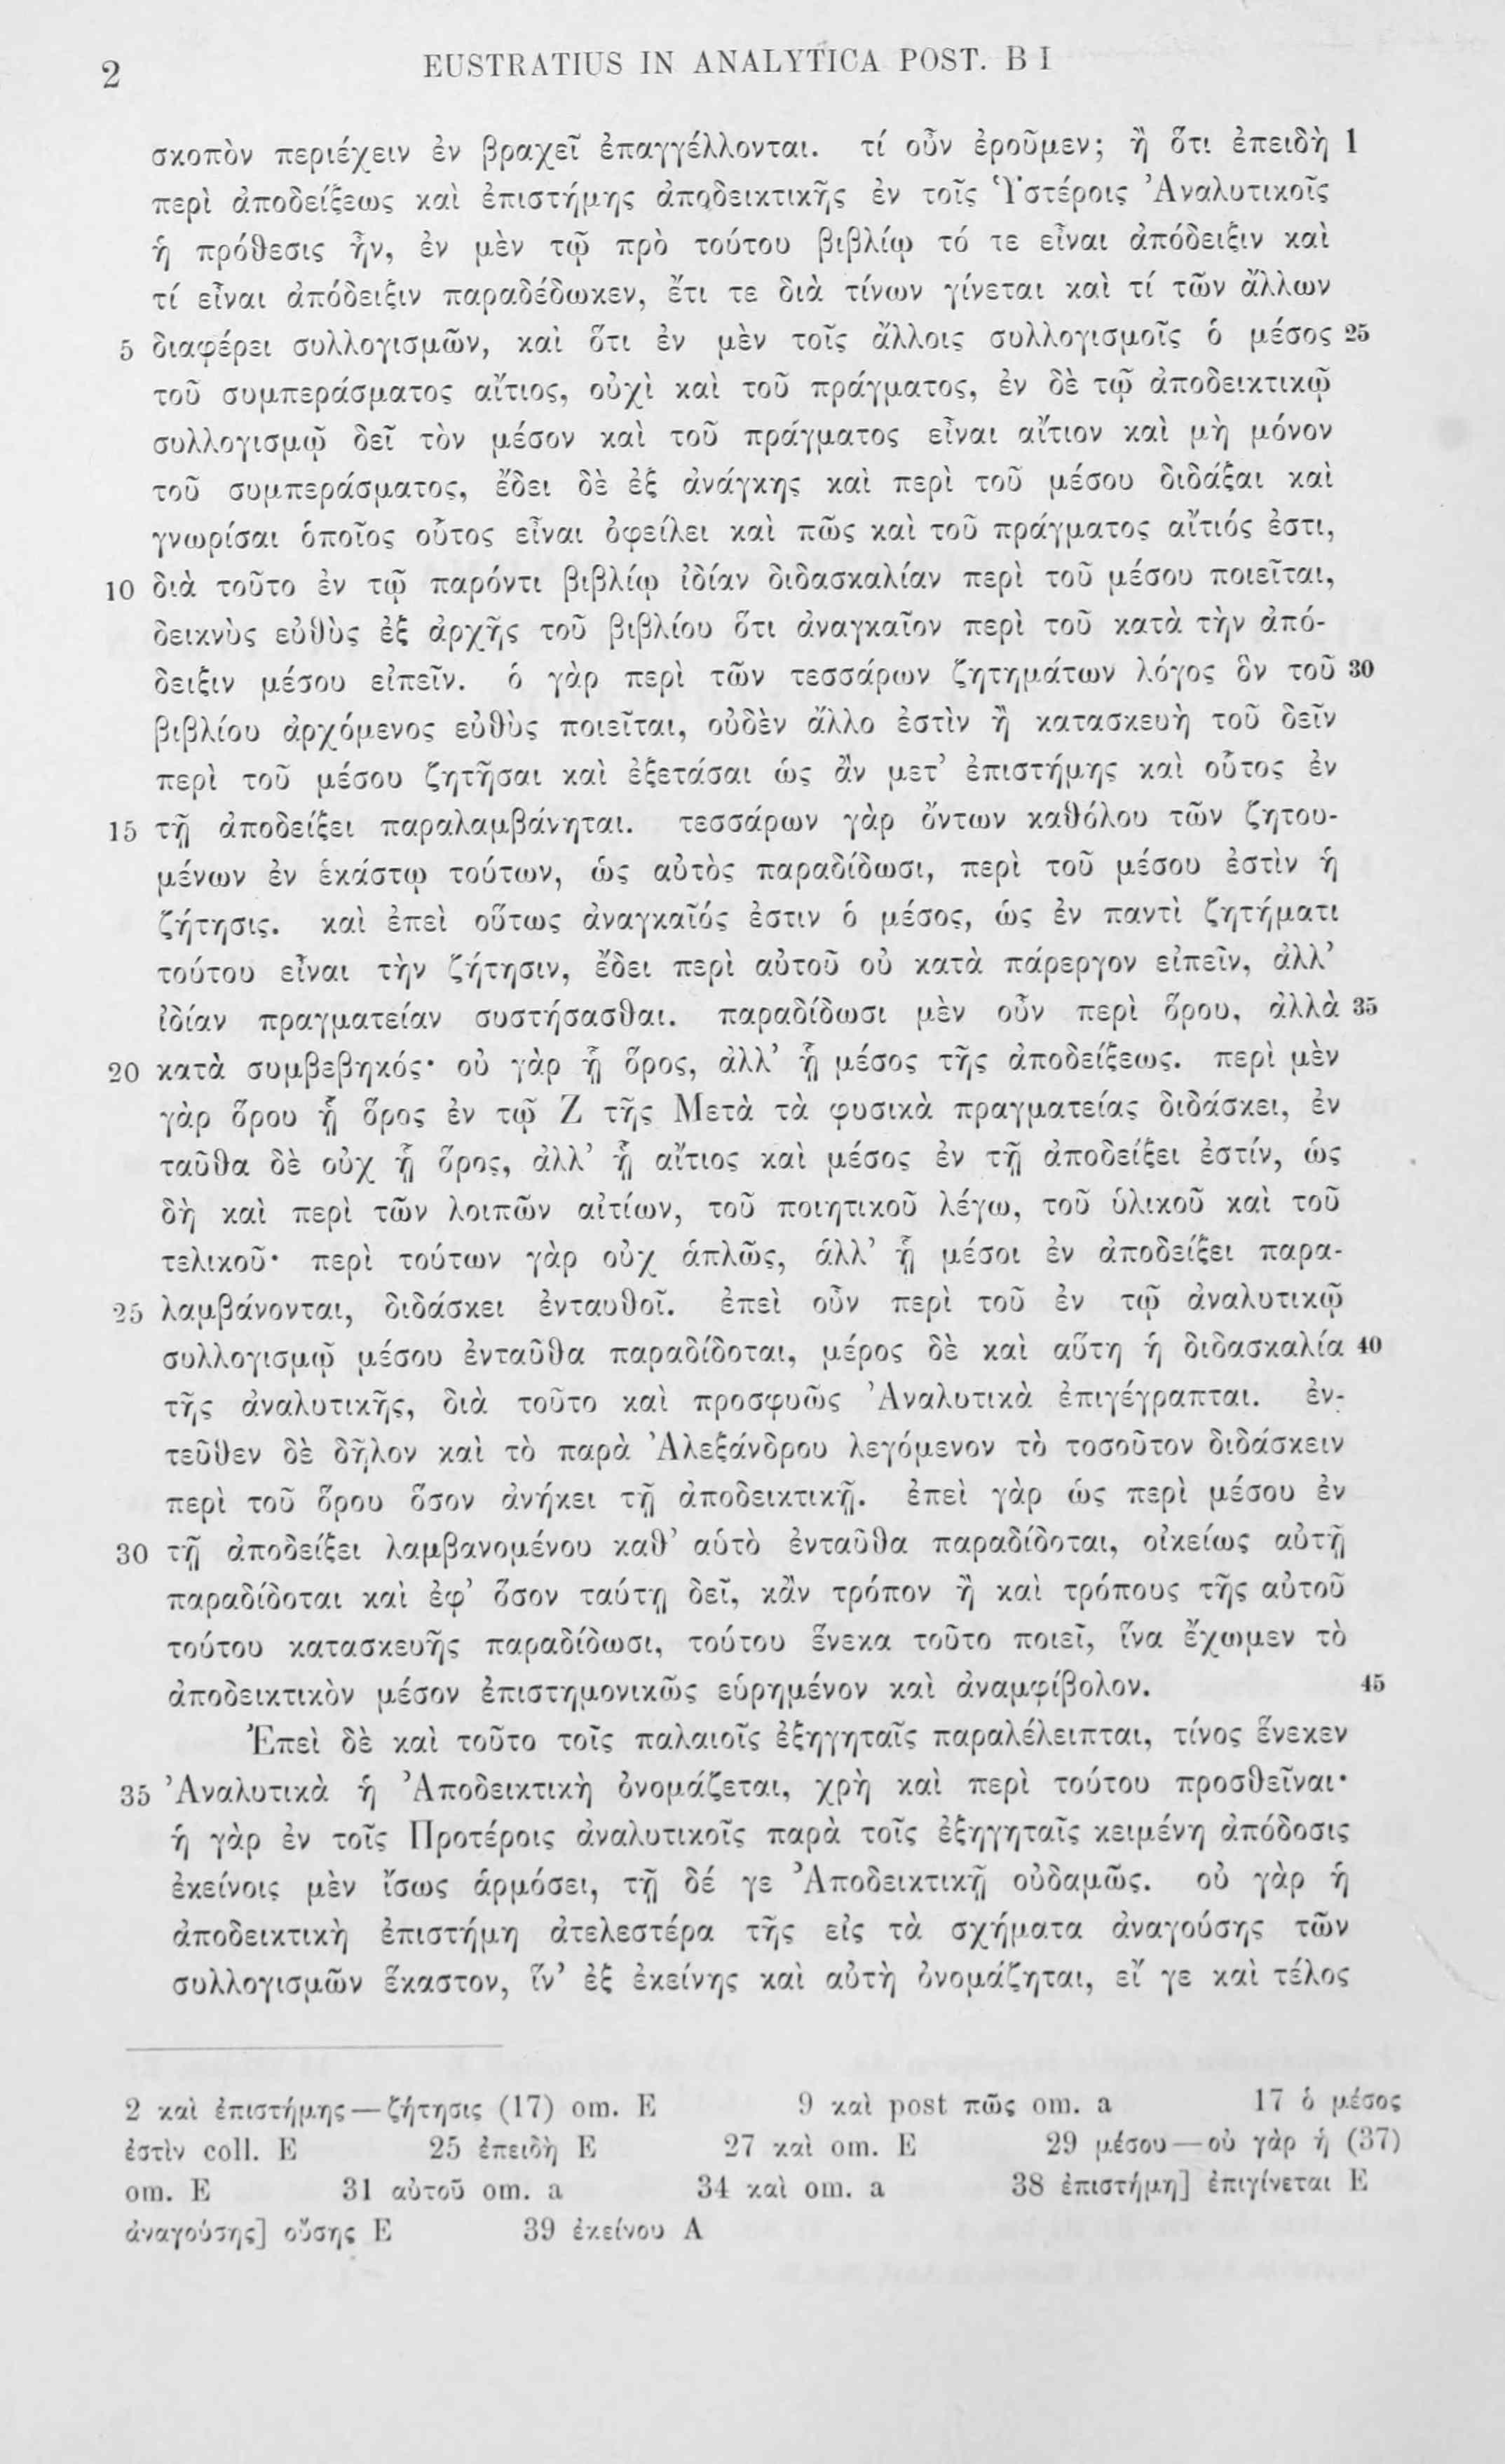 2 EUSTRATIUS IN ANALYTICA POST. B I
σκοπὸν περιέχειν ἐν βραχεῖ ἐπαγγέλλονται. τί οὖν ἐροῦμεν; ἢ ὅτι ἐπειδὴ 1
περὶ ἀποδείξεως καὶ ἐπιστήμης ἀποδεικτικῆς ἐν τοῖς Ὑστέροις Ἀναλυτικοῖς
ἡ πρόθεσις ἦν, ἐν μὲν τῷ πρὸ τούτου βιβλίῳ τό τε εἶναι ἀπόδειξιν καὶ
τί εἶναι ἀπόδειξιν παραδέδωκεν, ἔτι τε διὰ τίνων γίνεται καὶ τί τῶν ἄλλων
5 διαφέρει συλλογισμῶν, καὶ ὅτι ἐν μὲν τοῖς ἄλλοις συλλογισμοῖς ὁ μέσος 25
τοῦ συμπεράσματος αἴτιος, οὐχὶ καὶ τοῦ πράγματος, ἐν δὲ τῷ ἀποδεικτικῷ
συλλογισμῷ δεῖ τὸν μέσον καὶ τοῦ πράγματος εἶναι αἴτιον καὶ μὴ μόνον
τοῦ συμπεράσματος, ἔδει δὲ ἐξ ἀνάγκης καὶ περὶ τοῦ μέσου διδάξαι καὶ
γνωρίσαι ὁποῖος οὗτος εἶναι ὀφείλει καὶ πῶς καὶ τοῦ πράγματος αἴτιός ἐστι,
10 διὰ τοῦτο ἐν τῷ παρόντι βιβλίῳ ἰδίαν διδασκαλίαν περὶ τοῦ μέσου ποιεῖται,
δεικνὺς εὐθὺς ἐξ ἀρχῆς τοῦ βιβλίου ὅτι ἀναγκαῖον περὶ τοῦ κατὰ τὴν ἀπό-
δειξιν μέσου εἰπεῖν. ὁ γὰρ περὶ τῶν τεσσάρων ζητημάτων λόγος ὃν τοῦ 30
βιβλίου ἀρχόμενος εὐθὺς ποιεῖται, οὐδὲν ἄλλο ἐστὶν ἢ κατασκευὴ τοῦ δεῖν
περὶ τοῦ μέσου ζητῆσαι καὶ ἐξετάσαι ὡς ἂν μετ’ ἐπιστήμης καὶ οὗτος ἐν
15 τῇ ἀποδείξει παραλαμβάνηται. τεσσάρων γὰρ ὄντων καθόλου τῶν ζητου-
μένων ἐν ἑκάστῳ τούτων, ὡς αὐτὸς παραδίδωσι, περὶ τοῦ μέσου ἐστὶν ἡ
ζήτησις. καὶ ἐπεὶ οὕτως ἀναγκαῖός ἐστιν ὁ μέσος, ὡς ἐν παντὶ ζητήματι
τούτου εἶναι τὴν ζήτησιν, ἔδει περὶ αὐτοῦ οὐ κατὰ πάρεργον εἰπεῖν, ἀλλ’
ἰδίαν πραγματείαν συστήσασθαι. παραδίδωσι μὲν οὖν περὶ ὅρου, ἀλλὰ 35
20 κατὰ συμβεβηκός· οὐ γὰρ ᾗ ὅρος, ἀλλ’ ᾗ μέσος τῆς ἀποδείξεως. περὶ μὲν
γὰρ ὅρου ᾗ ὅρος ἐν τῷ Ζ τῆς Μετὰ τὰ φυσικὰ πραγματείας διδάσκει, ἐν
ταῦθα δὲ οὐχ ᾗ ὅρος, ἀλλ’ ᾗ αἴτιος καὶ μέσος ἐν τῇ ἀποδείξει ἐστίν, ὡς
δὴ καὶ περὶ τῶν λοιπῶν αἰτίων, τοῦ ποιητικοῦ λέγω, τοῦ ὑλικοῦ καὶ τοῦ
τελικοῦ· περὶ τούτων γὰρ οὐχ ἁπλῶς, ἀλλ’ ᾗ μέσοι ἐν ἀποδείξει παρα-
25 λαμβάνονται, διδάσκει ἐνταυθοῖ. ἐπεὶ οὖν περὶ τοῦ ἐν τῷ ἀναλυτικῷ
συλλογισμῷ μέσου ἐνταῦθα παραδίδοται, μέρος δὲ καὶ αὕτη ἡ διδασκαλία 40
τῆς ἀναλυτικῆς, διὰ τοῦτο καὶ προσφυῶς Ἀναλυτικὰ ἐπιγέγραπται. ἐν-
τεῦθεν δὲ δῆλον καὶ τὸ παρὰ Ἀλεξάνδρου λεγόμενον τὸ τοσοῦτον διδάσκειν
περὶ τοῦ ὅρου ὅσον ἀνήκει τῇ ἀποδεικτικῇ. ἐπεὶ γὰρ ὡς περὶ μέσου ἐν
30 τῇ ἀποδείξει λαμβανομένου καθ’ αὑτὸ ἐνταῦθα παραδίδοται, οἰκείως αὐτῇ
παραδίδοται καὶ ἐφ’ ὅσον ταύτῃ δεῖ, κἂν τρόπον ἢ καὶ τρόπους τῆς αὐτοῦ
τούτου κατασκευῆς παραδίδωσι, τούτου ἕνεκα τοῦτο ποιεῖ, ἵνα ἔχωμεν τὸ
ἀποδεικτικὸν μέσον ἐπιστημονικῶς εὑρημένον καὶ ἀναμφίβολον. 45
Ἐπεὶ δὲ καὶ τοῦτο τοῖς παλαιοῖς ἐξηγηταῖς παραλέλειπται, τίνος ἕνεκεν
35 Ἀναλυτικὰ ἡ Ἀποδεικτικὴ ὀνομάζεται, χρὴ καὶ περὶ τούτου προσθεῖναι·
ἡ γὰρ ἐν τοῖς Προτέροις ἀναλυτικοῖς παρὰ τοῖς ἐξηγηταῖς κειμένη ἀπόδοσις
ἐκείνοις μὲν ἴσως ἁρμόσει, τῇ δέ γε Ἀποδεικτικῇ οὐδαμῶς. οὐ γὰρ ἡ
ἀποδεικτικὴ ἐπιστήμη ἀτελεστέρα τῆς εἰς τὰ σχήματα ἀναγούσης τῶν
συλλογισμῶν ἕκαστον, ἵν’ ἐξ ἐκείνης καὶ αὐτὴ ὀνομάζηται, εἴ γε καὶ τέλος
2 καὶ ἐπιστήμης — ζήτησις (17) om. E 9 καὶ post πῶς om. a 17 ὁ μέσος
ἐστὶν coll. E 25 ἐπειδὴ E 27 καὶ om. E 29 μέσου — οὐ γὰρ ἡ (37)
om. E 31 αὐτοῦ om. a 34 καὶ om. a 38 ἐπιστήμη] ἐπιγίνεται E
ἀναγούσης] οὔσης E 39 ἐκείνου A